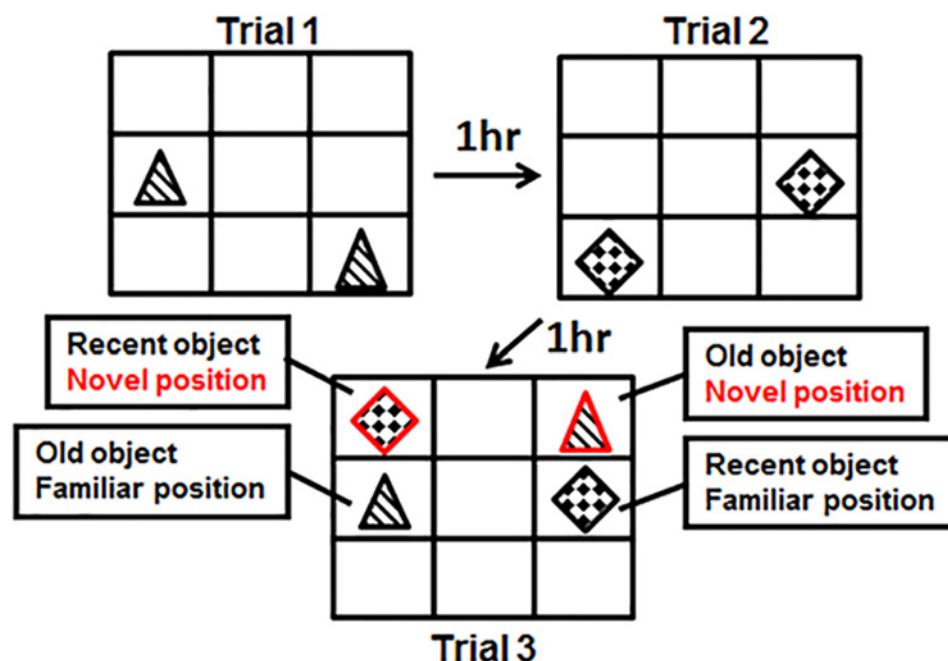 Trial 1
Trial 2
1hr
1hr
Recent object
Novel position
Old object
Novel position
Old object
Familiar position
Recent object
Familiar position
Trial 3